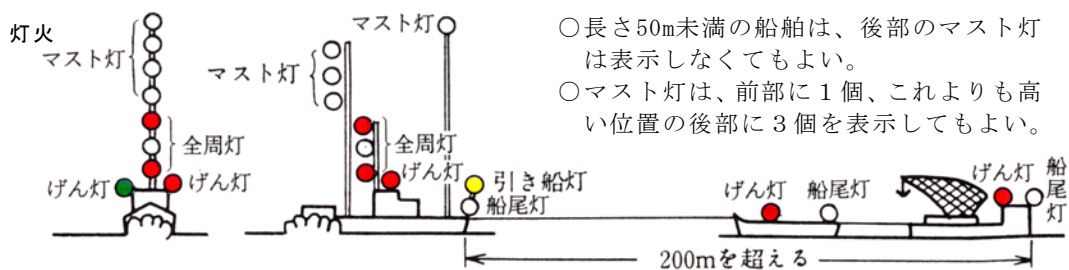 灯火
マスト灯
全周灯
げん灯
げん灯
マスト灯
マスト灯
全周灯
げん灯
引き船灯
船尾灯
○長さ50m未満の船舶は、後部のマスト灯
は表示しなくてもよい。
○マスト灯は、前部に1個、これよりも高
い位置の後部に3個を表示してもよい。
げん灯
船尾灯
げん灯
船尾灯
200mを超える